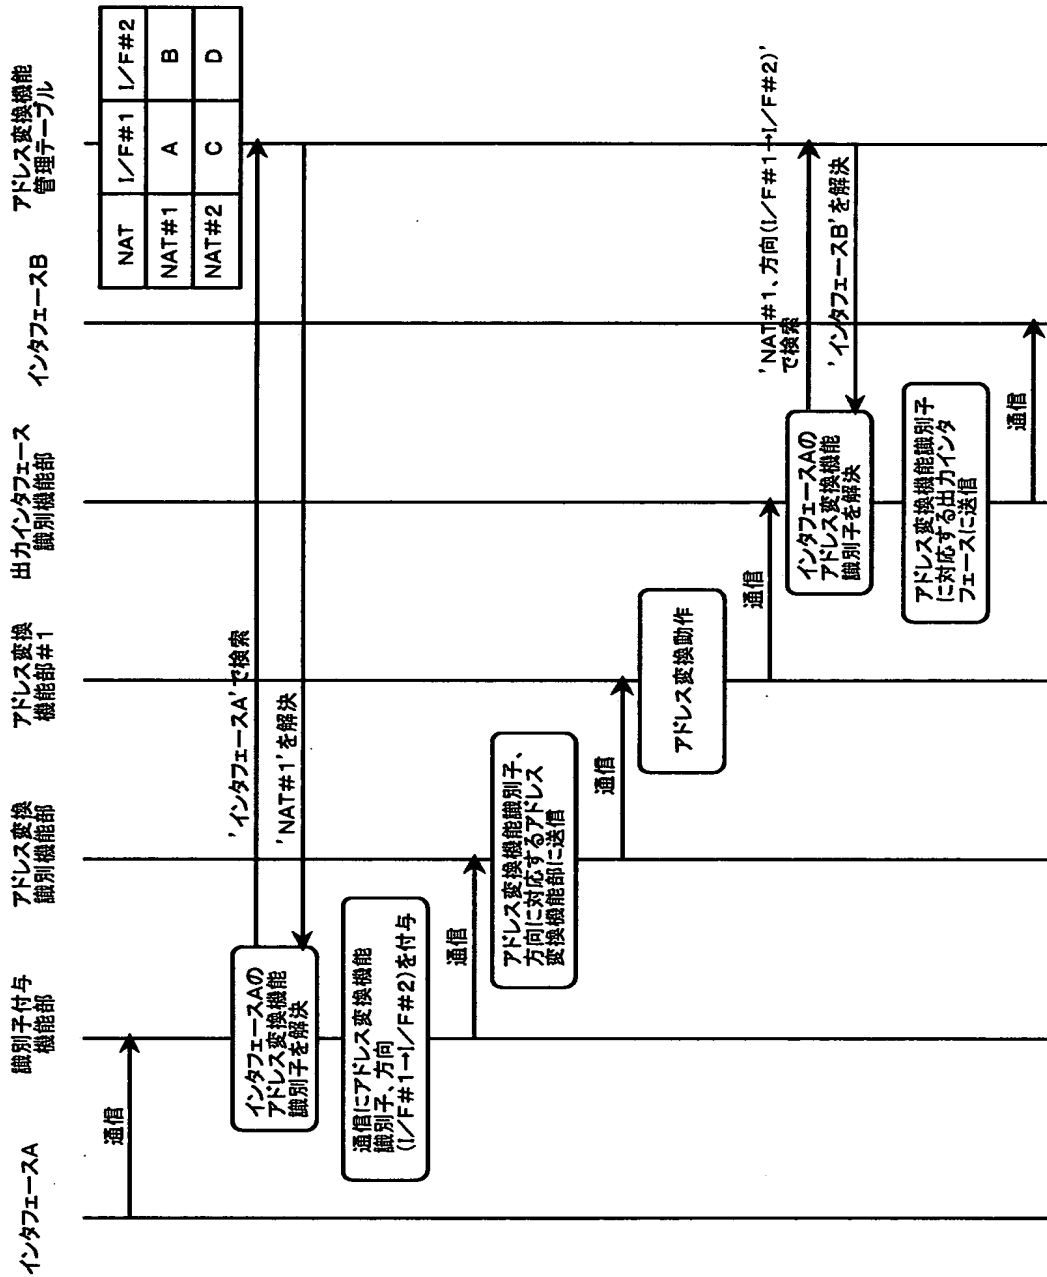 インタフェースA
識別子付与
機能部
アドレス変換
識別機能部
アドレス変換
機能部#1
出力インタフェース
識別機能部
インタフェースB
アドレス変換機能
管理テーブル
NAT I/F#1 I/F#2
NAT#1 A B
NAT#2 C D
通信
'インタフェースA'で検索
インタフェースAの
アドレス変換機能
識別子を解決
'NAT#1'を解決
通信にアドレス変換機能
識別子、方向
(I/F#1→I/F#2)を付与
通信
アドレス変換機能識別子、
方向に対応するアドレス
変換機能部に送信
通信
アドレス変換動作
通信
'NAT#1、方向(I/F#1→I/F#2)'
で検索
インタフェースAの
アドレス変換機能
識別子を解決
'インタフェースB'を解決
アドレス変換機能識別子
に対応する出力インタ
フェースに送信
通信